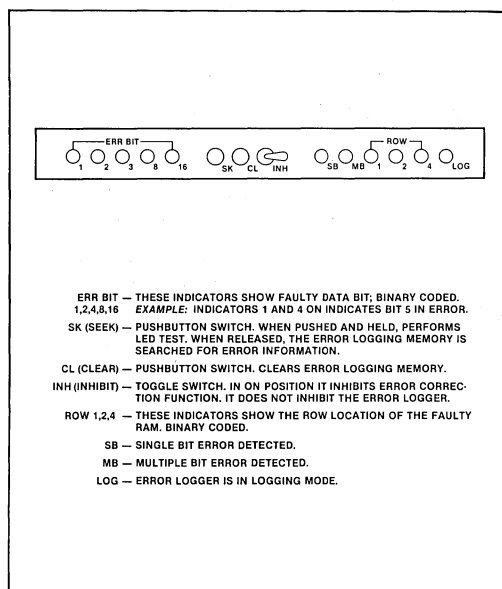 ERR BIT
ROW
1 2 3 8 16 SK CL INH SB MB 1 2 4 LOG
ERR BIT — THESE INDICATORS SHOW FAULTY DATA BIT; BINARY CODED.
1,2,4,8,16 EXAMPLE: INDICATORS 1 AND 4 ON INDICATES BIT 5 IN ERROR.
SK (SEEK) — PUSHBUTTON SWITCH. WHEN PUSHED AND HELD, PERFORMS
LED TEST. WHEN RELEASED, THE ERROR LOGGING MEMORY IS
SEARCHED FOR ERROR INFORMATION.
CL (CLEAR) — PUSHBUTTON SWITCH. CLEARS ERROR LOGGING MEMORY.
INH (INHIBIT) — TOGGLE SWITCH. IN ON POSITION IT INHIBITS ERROR CORREC-
TION FUNCTION. IT DOES NOT INHIBIT THE ERROR LOGGER.
ROW 1,2,4 — THESE INDICATORS SHOW THE ROW LOCATION OF THE FAULTY
RAM. BINARY CODED.
SB — SINGLE BIT ERROR DETECTED.
MB — MULTIPLE BIT ERROR DETECTED.
LOG — ERROR LOGGER IS IN LOGGING MODE.